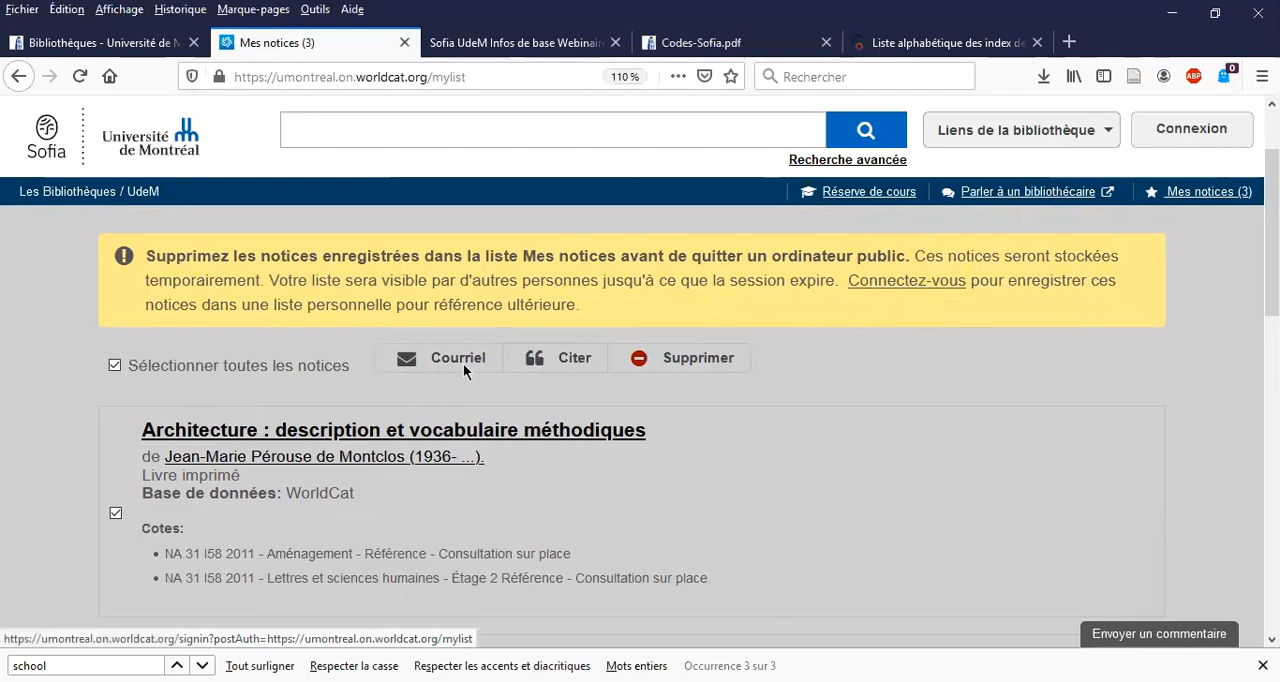 Fichier Édition Affichage Historique Marque-pages Outils Aide
Bibliothèques - Université de M
Mes notices (3)
Sofia UdeM Infos de base Webinaire
Codes-Sofia.pdf
Liste alphabétique des index de
https://umontreal.on.worldcat.org/mylist
110 %
Rechercher
ABP
0
Sofia
Université de Montréal
Liens de la bibliothèque
Connexion
Recherche avancée
Les Bibliothèques / UdeM
Réserve de cours
Parler à un bibliothécaire
Mes notices (3)
Supprimez les notices enregistrées dans la liste Mes notices avant de quitter un ordinateur public. Ces notices seront stockées
temporairement. Votre liste sera visible par d'autres personnes jusqu'à ce que la session expire. Connectez-vous pour enregistrer ces
notices dans une liste personnelle pour référence ultérieure.
Sélectionner toutes les notices
Courriel
Citer
Supprimer
Architecture : description et vocabulaire méthodiques
de Jean-Marie Pérouse de Montclos (1936- ...).
Livre imprimé
Base de données: WorldCat
Cotes:
• NA 31 I58 2011 - Aménagement - Référence - Consultation sur place
• NA 31 I58 2011 - Lettres et sciences humaines - Étage 2 Référence - Consultation sur place
Envoyer un commentaire
https://umontreal.on.worldcat.org/signin?postAuth=https://umontreal.on.worldcat.org/mylist
school
Tout surligner
Respecter la casse
Respecter les accents et diacritiques
Mots entiers
Occurrence 3 sur 3